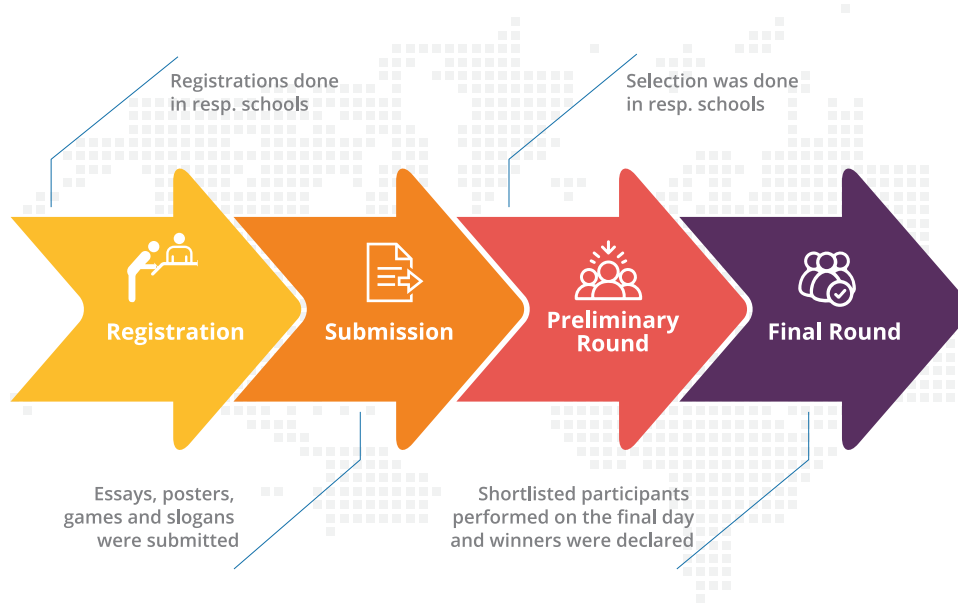 Registrations done
in resp. schools
Selection was done
in resp. schools
Registration
Submission
Preliminary
Round
Final Round
Essays, posters,
games and slogans
were submitted
Shortlisted participants
performed on the final day
and winners were declared